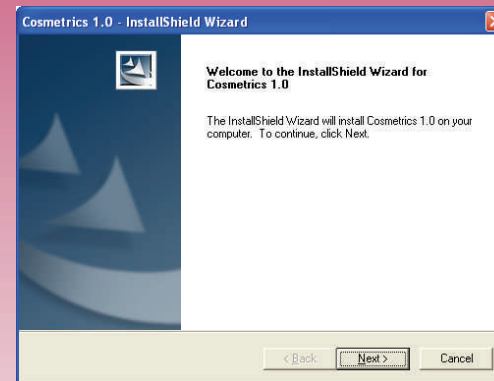 Cosmetrics 1.0 - InstallShield Wizard
Welcome to the InstallShield Wizard for
Cosmetrics 1.0
The InstallShield Wizard will install Cosmetrics 1.0 on your
computer. To continue, click Next.
< Back
Next >
Cancel